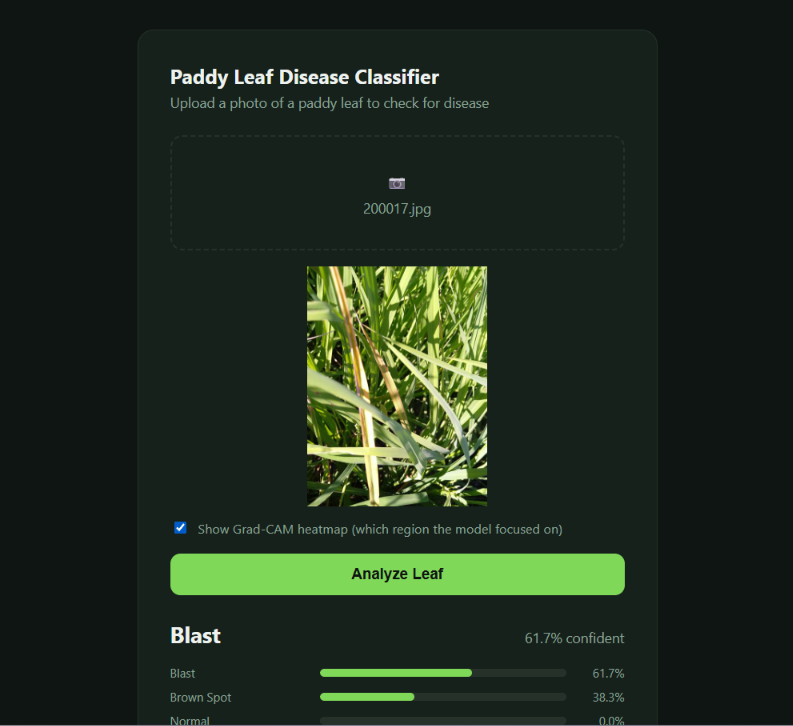 Paddy Leaf Disease Classifier
Upload a photo of a paddy leaf to check for disease
200017.jpg
Show Grad-CAM heatmap (which region the model focused on)
Analyze Leaf
Blast 61.7% confident
Blast 61.7%
Brown Spot 38.3%
Normal 0.0%